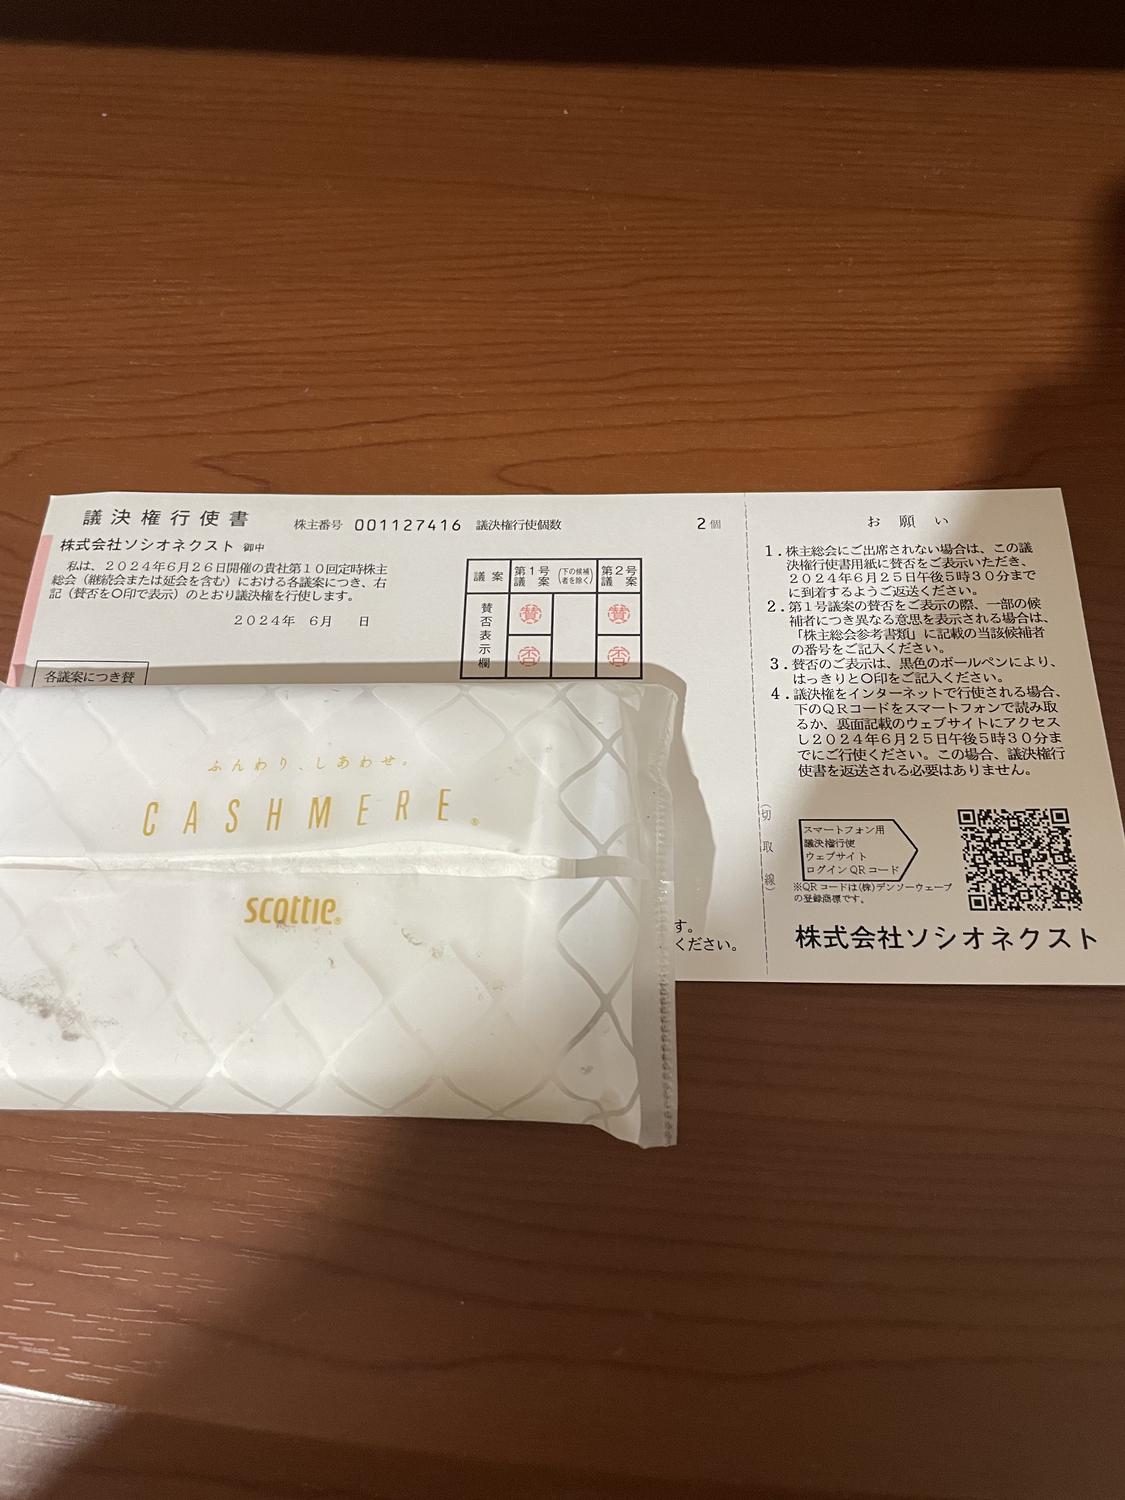 議決権行使書
株主番号 001127416 議決権行使個数 2個
株式会社ソシオネクスト 御中
私は、2024年6月26日開催の貴社第10回定時株主
総会(継続会または延会を含む)における各議案につき、右
記(賛否を○印で表示)のとおり議決権を行使します。
2024年 6月 日
議案 第1号議案 (下の候補者を除く) 第2号議案
賛否表示欄
賛 賛
否 否
各議案につき賛
す。
ください。
お願い
1.株主総会にご出席されない場合は、この議
決権行使書用紙に賛否をご表示いただき、
2024年6月25日午後5時30分まで
に到着するようご返送ください。
2.第1号議案の賛否をご表示の際、一部の候
補者につき異なる意思を表示される場合は、
「株主総会参考書類」に記載の当該候補者
の番号をご記入ください。
3.賛否のご表示は、黒色のボールペンにより、
はっきりと○印をご記入ください。
4.議決権をインターネットで行使される場合、
下のQRコードをスマートフォンで読み取
るか、裏面記載のウェブサイトにアクセス
し2024年6月25日午後5時30分ま
でにご行使ください。この場合、議決権行
使書を返送される必要はありません。
(切取線)
スマートフォン用
議決権行使
ウェブサイト
ログインQRコード
※QRコードは(株)デンソーウェーブ
の登録商標です。
株式会社ソシオネクスト
ふんわり、しあわせ。
CASHMERE®
scottie®